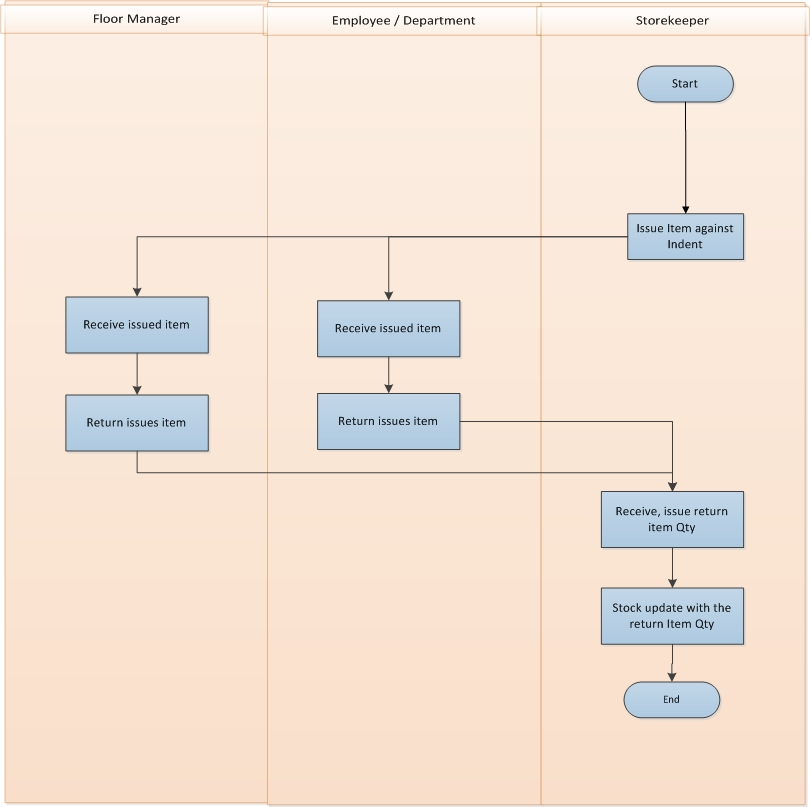 Floor Manager
Employee / Department
Storekeeper
Start
Issue Item against
Indent
Receive issued item
Receive issued item
Return issues item
Return issues item
Receive, issue return
item Qty
Stock update with the
return Item Qty
End